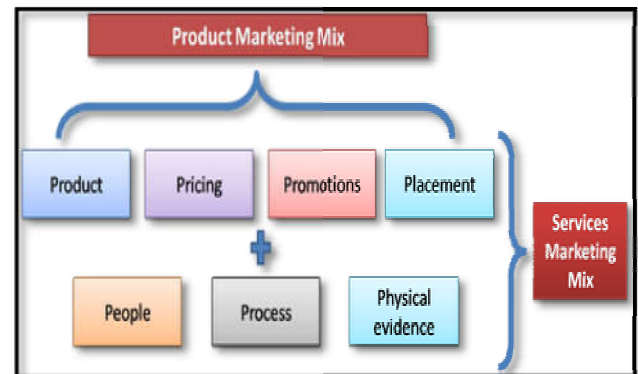 Product Marketing Mix
Product
Pricing
Promotions
Placement
+
People
Process
Physical
evidence
Services
Marketing
Mix